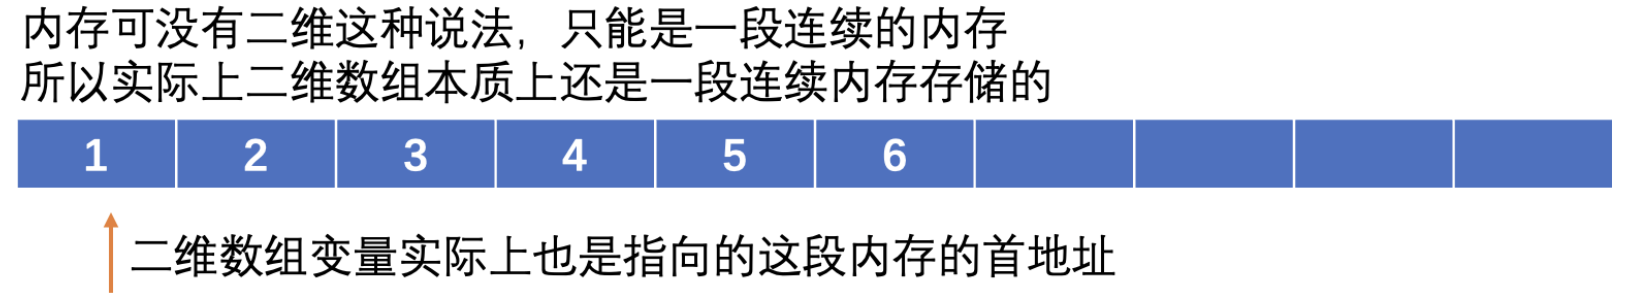 内存可没有二维这种说法，只能是一段连续的内存
所以实际上二维数组本质上还是一段连续内存存储的
1 2 3 4 5 6
二维数组变量实际上也是指向的这段内存的首地址